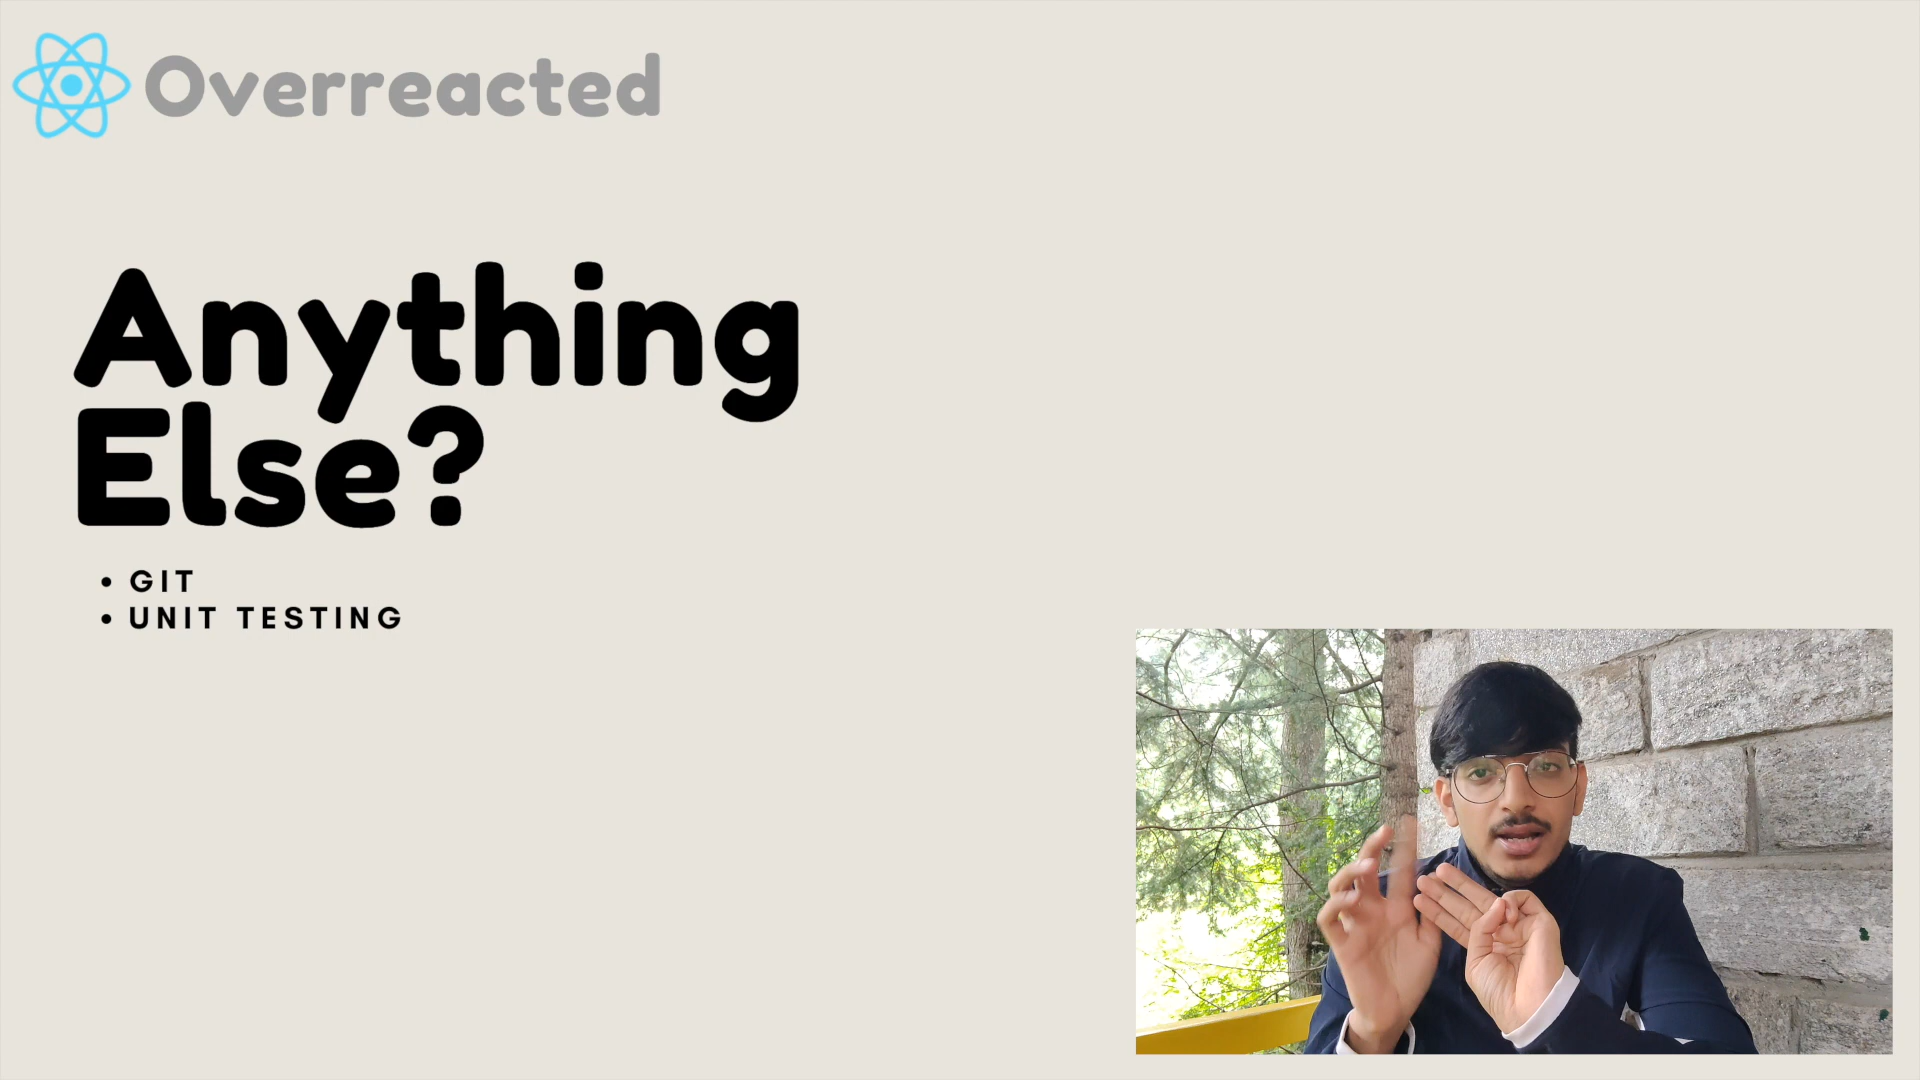 Overreacted
Anything
Else?
• GIT
• UNIT TESTING